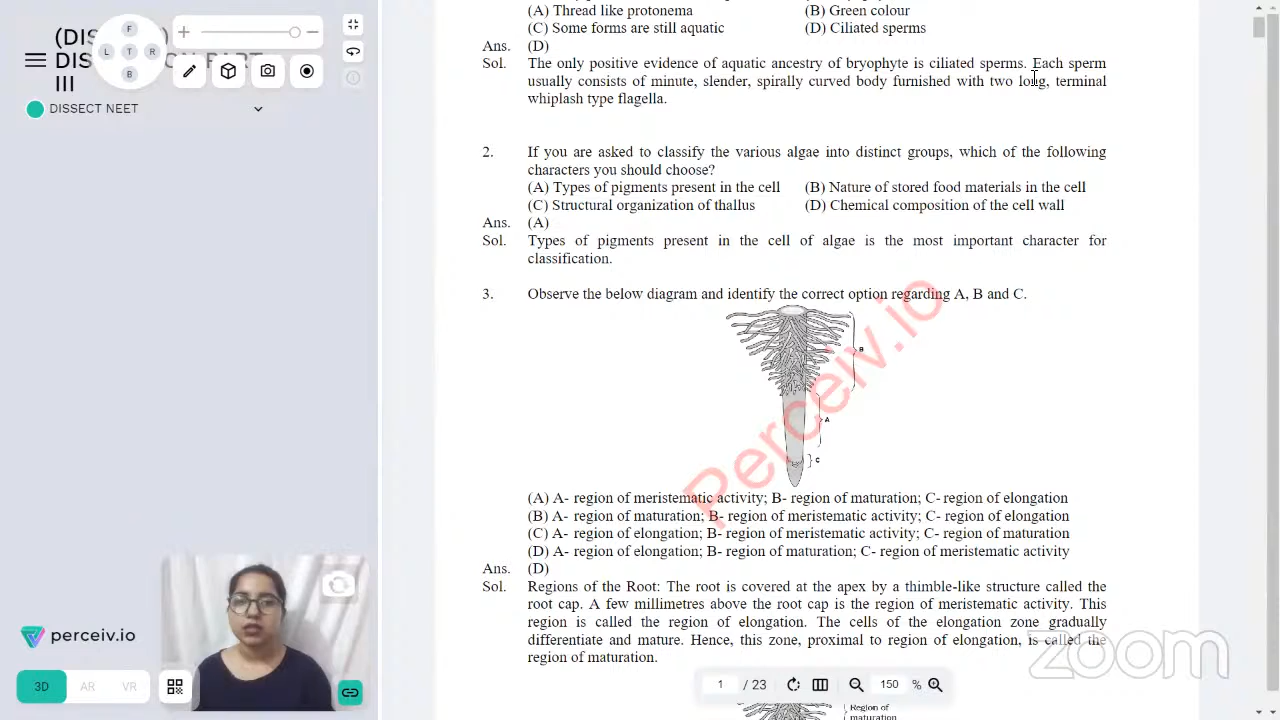 (DISSECT)
DIS ON PART
III
F
L T R
B
DISSECT NEET
(A) Thread like protonema (B) Green colour
(C) Some forms are still aquatic (D) Ciliated sperms
Ans. (D)
Sol. The only positive evidence of aquatic ancestry of bryophyte is ciliated sperms. Each sperm
usually consists of minute, slender, spirally curved body furnished with two long, terminal
whiplash type flagella.
2. If you are asked to classify the various algae into distinct groups, which of the following
characters you should choose?
(A) Types of pigments present in the cell (B) Nature of stored food materials in the cell
(C) Structural organization of thallus (D) Chemical composition of the cell wall
Ans. (A)
Sol. Types of pigments present in the cell of algae is the most important character for
classification.
3. Observe the below diagram and identify the correct option regarding A, B and C.
B
A
C
Perceiv.io
(A) A- region of meristematic activity; B- region of maturation; C- region of elongation
(B) A- region of maturation; B- region of meristematic activity; C- region of elongation
(C) A- region of elongation; B- region of meristematic activity; C- region of maturation
(D) A- region of elongation; B- region of maturation; C- region of meristematic activity
Ans. (D)
Sol. Regions of the Root: The root is covered at the apex by a thimble-like structure called the
root cap. A few millimetres above the root cap is the region of meristematic activity. This
region is called the region of elongation. The cells of the elongation zone gradually
differentiate and mature. Hence, this zone, proximal to region of elongation, is called the
region of maturation.
Region of
maturation
perceiv.io
3D AR VR
1 / 23 150 %
zoom